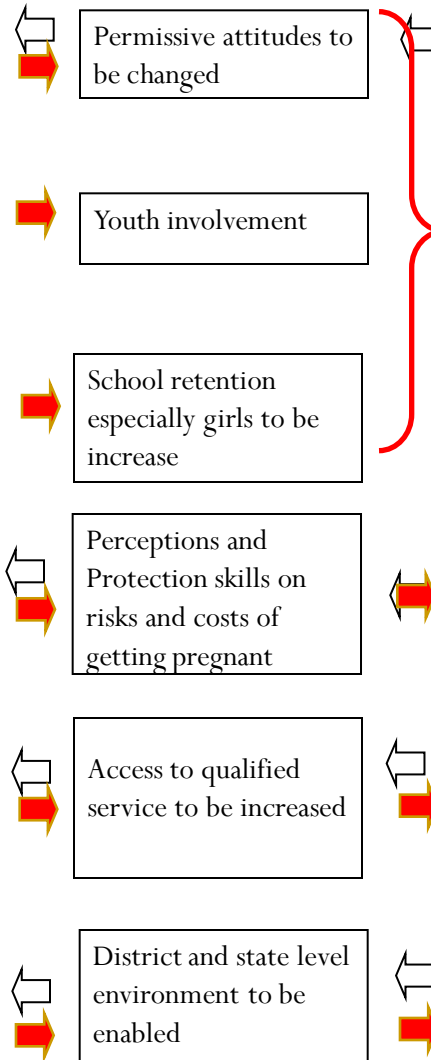 Permissive attitudes to
be changed
Youth involvement
School retention
especially girls to be
increase
Perceptions and
Protection skills on
risks and costs of
getting pregnant
Access to qualified
service to be increased
District and state level
environment to be
enabled